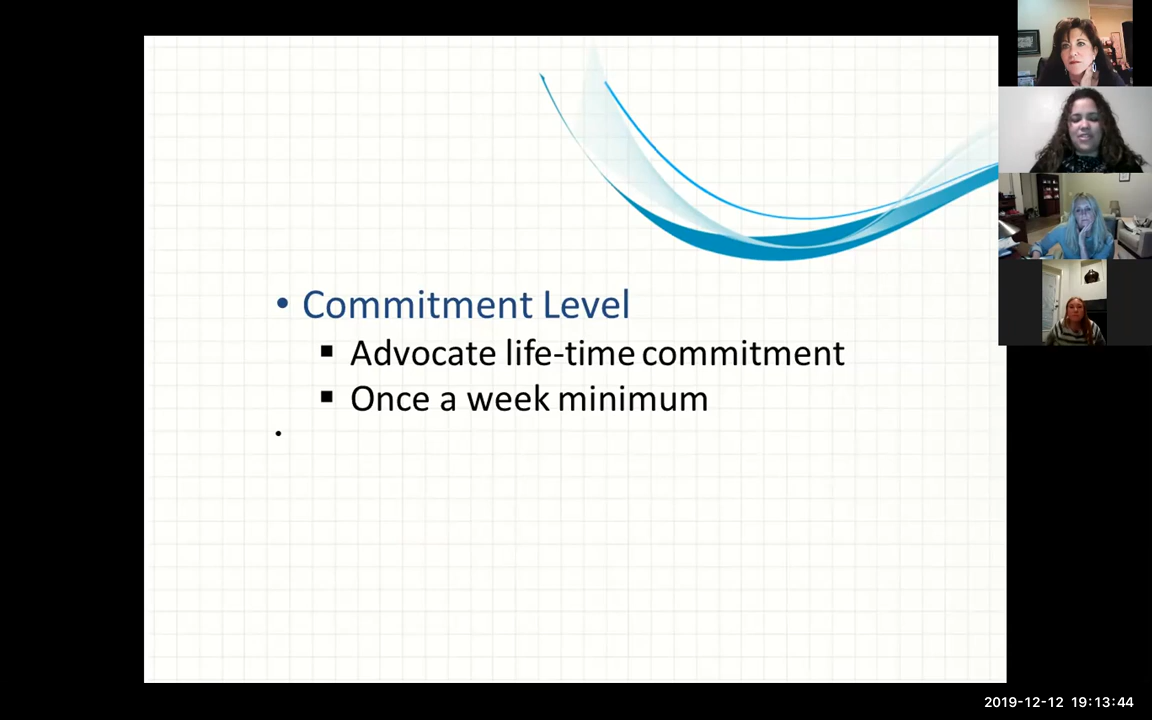 • Commitment Level
▪ Advocate life-time commitment
▪ Once a week minimum
•
2019-12-12 19:13:44